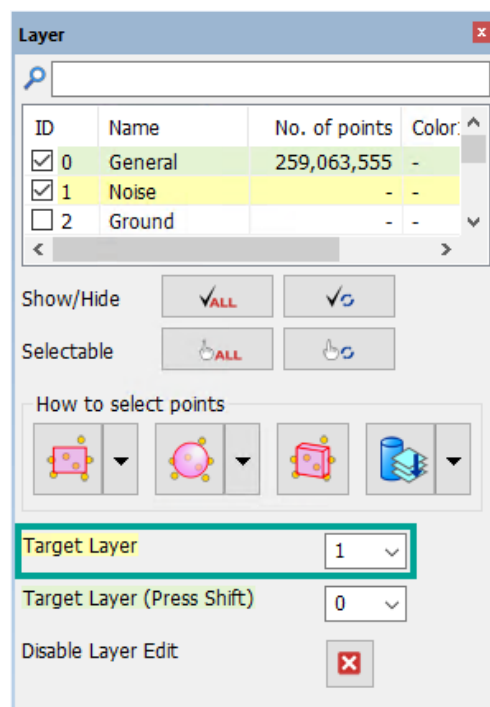 Layer
ID Name No. of points Color
0 General 259,063,555 -
1 Noise - -
2 Ground - -
Show/Hide ALL
Selectable ALL
How to select points
Target Layer 1
Target Layer (Press Shift) 0
Disable Layer Edit